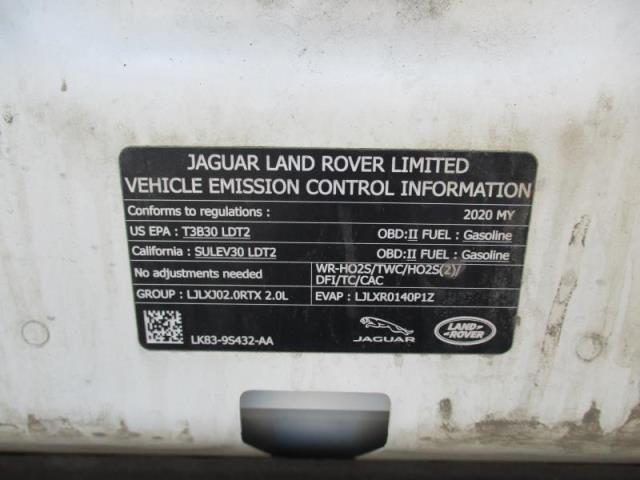 JAGUAR LAND ROVER LIMITED
VEHICLE EMISSION CONTROL INFORMATION
Conforms to regulations : 2020 MY
US EPA : T3B30 LDT2 OBD:II FUEL : Gasoline
California : SULEV30 LDT2 OBD:II FUEL : Gasoline
No adjustments needed WR-HO2S/TWC/HO2S(2)/
DFI/TC/CAC
GROUP : LJLXJ02.0RTX 2.0L EVAP : LJLXR0140P1Z
LK83-9S432-AA JAGUAR LAND ROVER